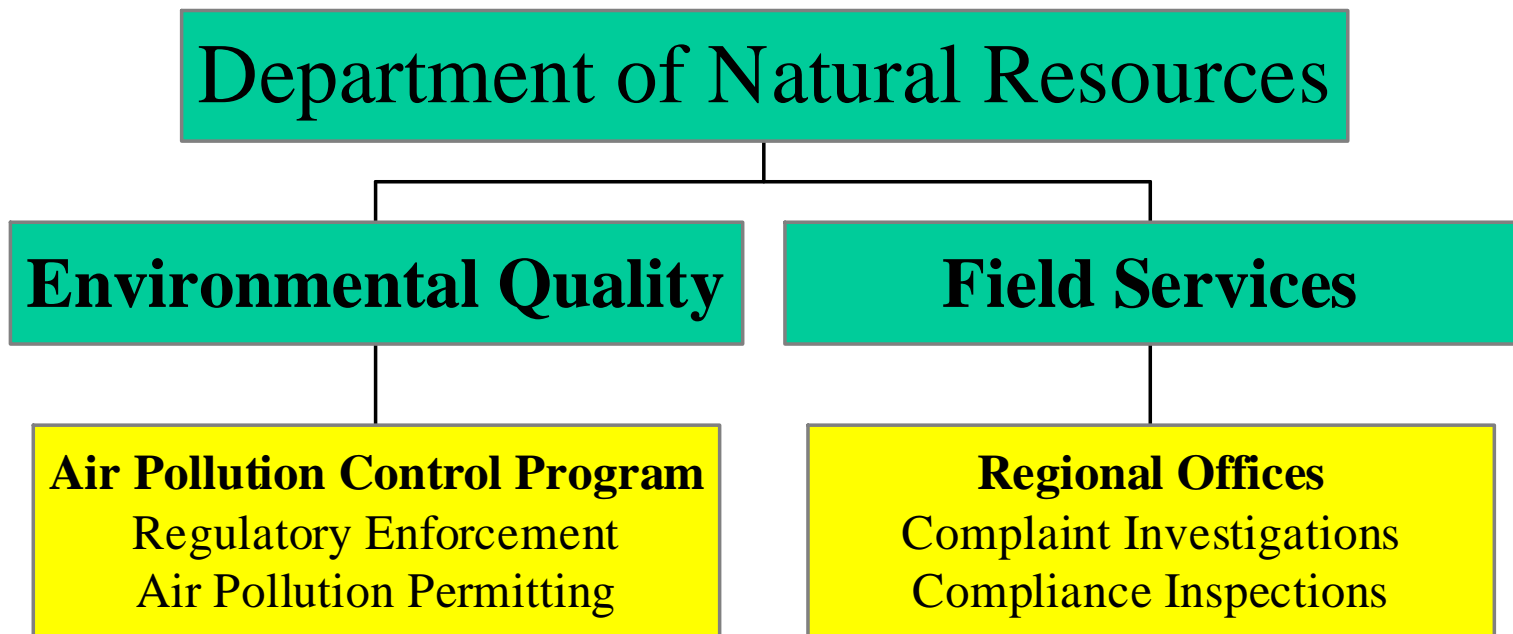 Department of Natural Resources
Environmental Quality
Field Services
Air Pollution Control Program
Regulatory Enforcement
Air Pollution Permitting
Regional Offices
Complaint Investigations
Compliance Inspections